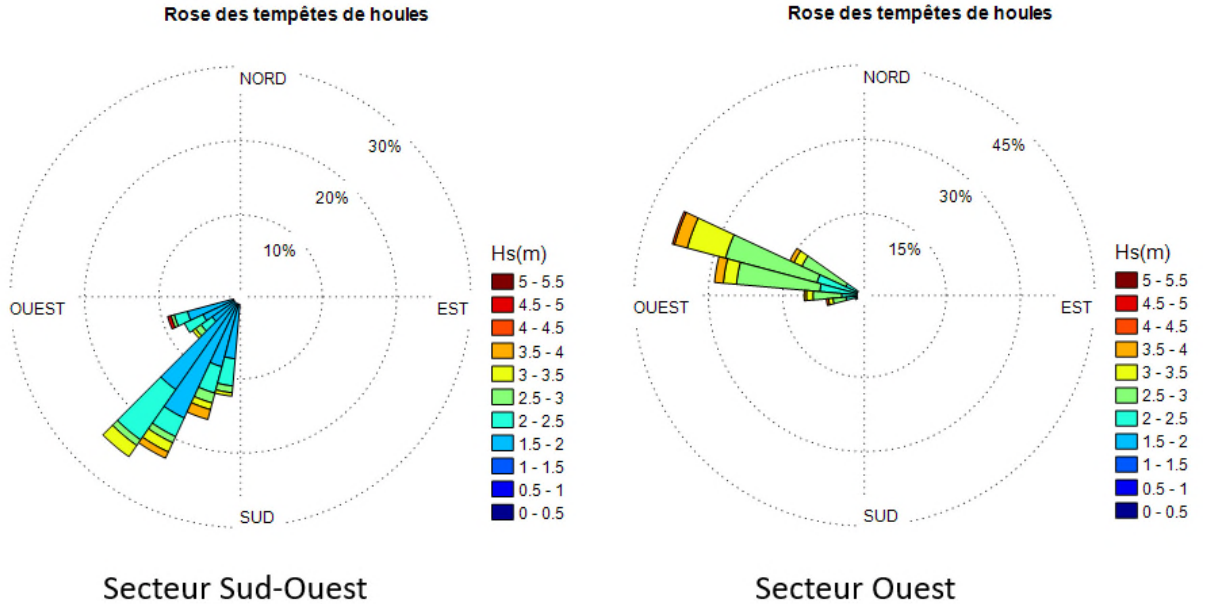 Rose des tempêtes de houles
NORD
30%
20%
10%
OUEST
EST
SUD
Hs(m)
5 - 5.5
4.5 - 5
4 - 4.5
3.5 - 4
3 - 3.5
2.5 - 3
2 - 2.5
1.5 - 2
1 - 1.5
0.5 - 1
0 - 0.5
Secteur Sud-Ouest
Rose des tempêtes de houles
NORD
45%
30%
15%
OUEST
EST
SUD
Hs(m)
5 - 5.5
4.5 - 5
4 - 4.5
3.5 - 4
3 - 3.5
2.5 - 3
2 - 2.5
1.5 - 2
1 - 1.5
0.5 - 1
0 - 0.5
Secteur Ouest